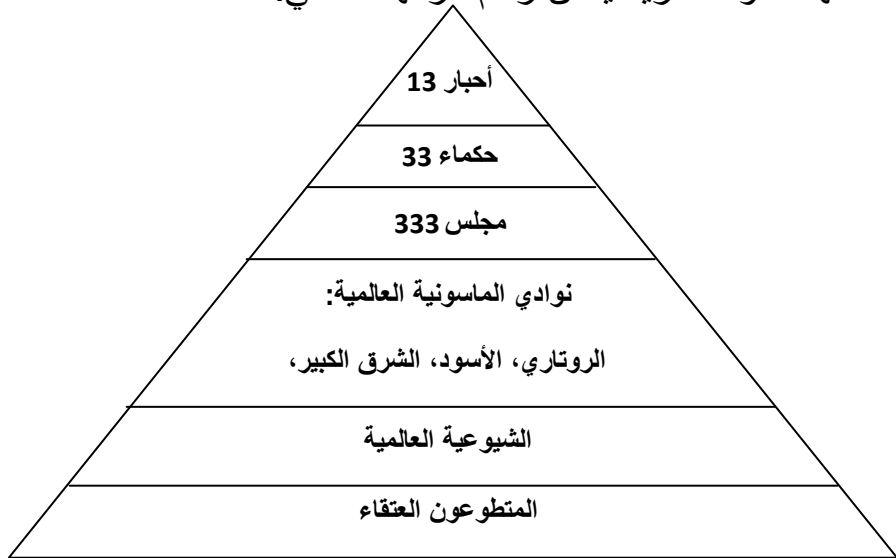 أحبار 13
حكماء 33
مجلس 333
نوادي الماسونية العالمية:
الروتاري، الأسود، الشرق الكبير،
الشيوعية العالمية
المتطوعون العتقاء